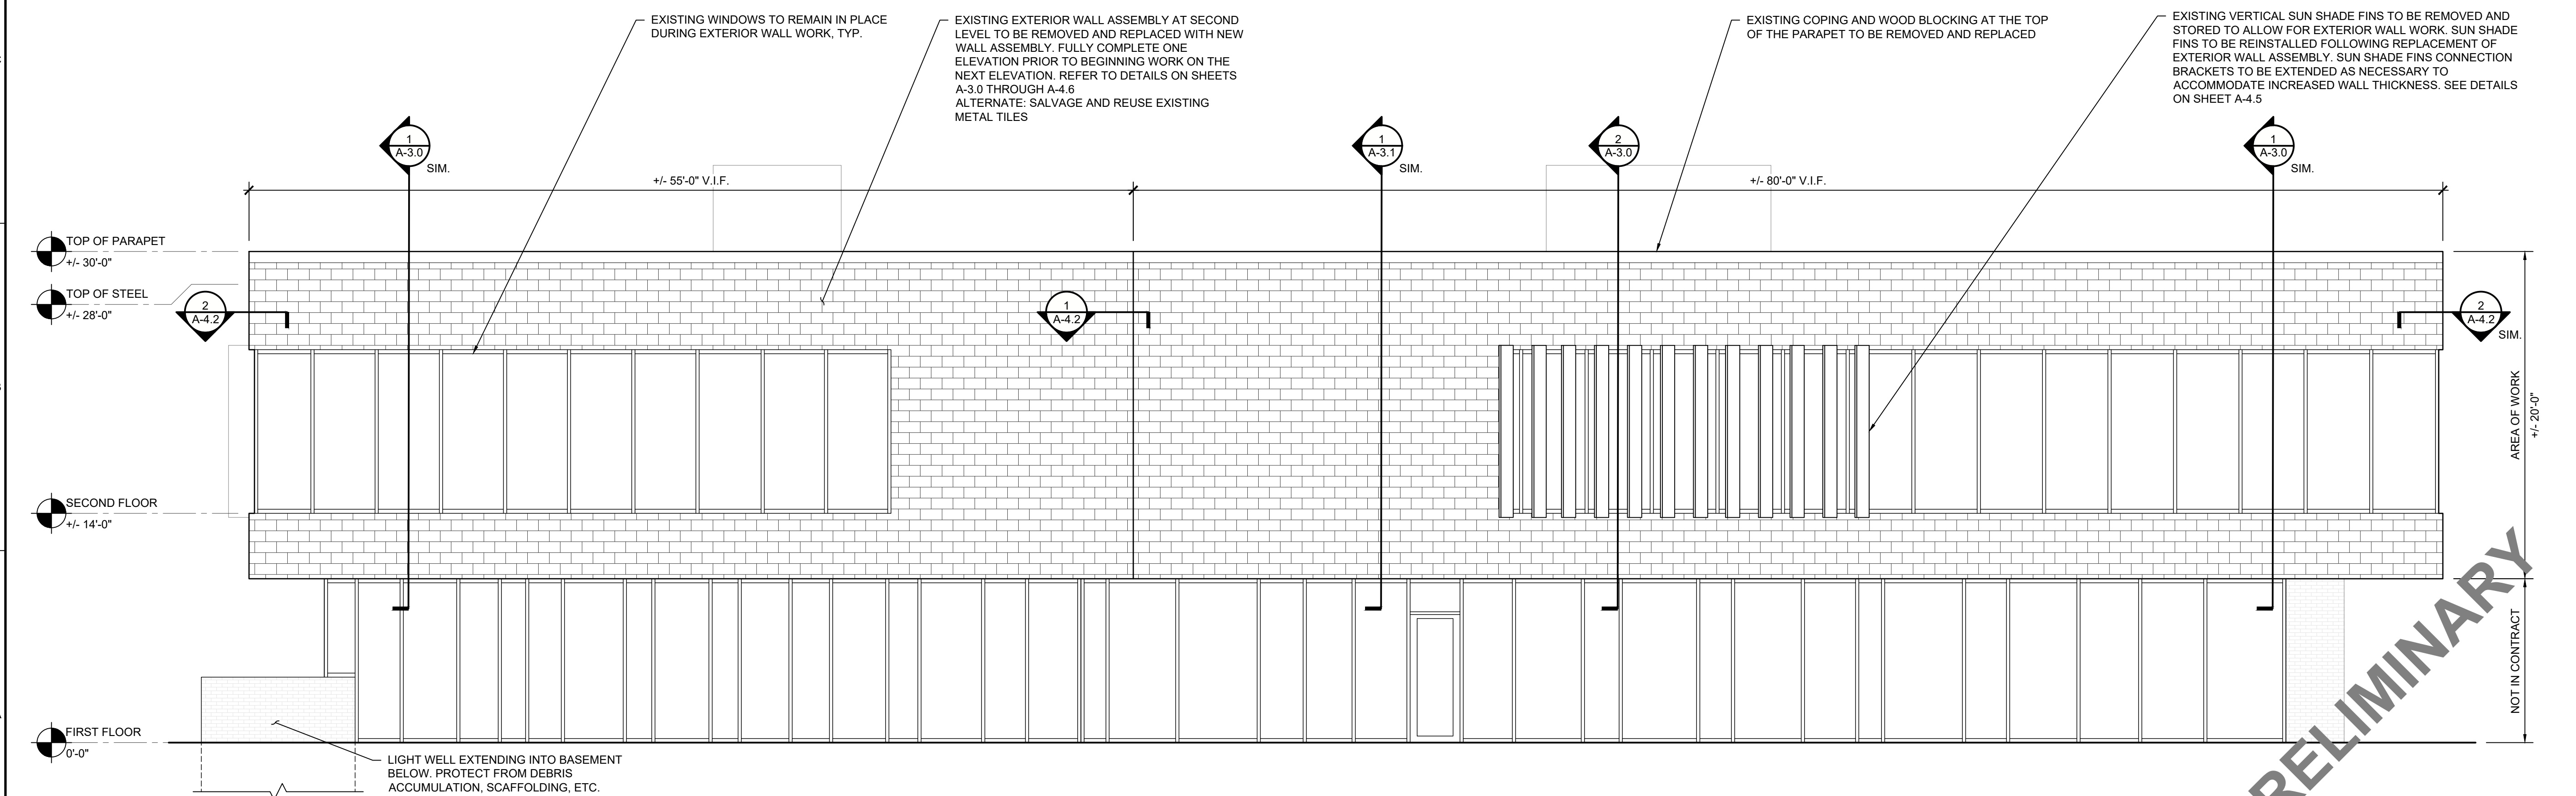 EXISTING WINDOWS TO REMAIN IN PLACE
DURING EXTERIOR WALL WORK, TYP.
EXISTING EXTERIOR WALL ASSEMBLY AT SECOND
LEVEL TO BE REMOVED AND REPLACED WITH NEW
WALL ASSEMBLY. FULLY COMPLETE ONE
ELEVATION PRIOR TO BEGINNING WORK ON THE
NEXT ELEVATION. REFER TO DETAILS ON SHEETS
A-3.0 THROUGH A-4.6
ALTERNATE: SALVAGE AND REUSE EXISTING
METAL TILES
EXISTING COPING AND WOOD BLOCKING AT THE TOP
OF THE PARAPET TO BE REMOVED AND REPLACED
EXISTING VERTICAL SUN SHADE FINS TO BE REMOVED AND
STORED TO ALLOW FOR EXTERIOR WALL WORK. SUN SHADE
FINS TO BE REINSTALLED FOLLOWING REPLACEMENT OF
EXTERIOR WALL ASSEMBLY. SUN SHADE FINS CONNECTION
BRACKETS TO BE EXTENDED AS NECESSARY TO
ACCOMMODATE INCREASED WALL THICKNESS. SEE DETAILS
ON SHEET A-4.5
1
A-3.0
SIM.
1
A-3.1
SIM.
2
A-3.0
1
A-3.0
SIM.
+/- 55'-0" V.I.F.
+/- 80'-0" V.I.F.
TOP OF PARAPET
+/- 30'-0"
TOP OF STEEL
+/- 28'-0"
2
A-4.2
1
A-4.2
2
A-4.2
SIM.
AREA OF WORK
+/- 20'-0"
SECOND FLOOR
+/- 14'-0"
NOT IN CONTRACT
FIRST FLOOR
0'-0"
LIGHT WELL EXTENDING INTO BASEMENT
BELOW. PROTECT FROM DEBRIS
ACCUMULATION, SCAFFOLDING, ETC.
RELIMINARY